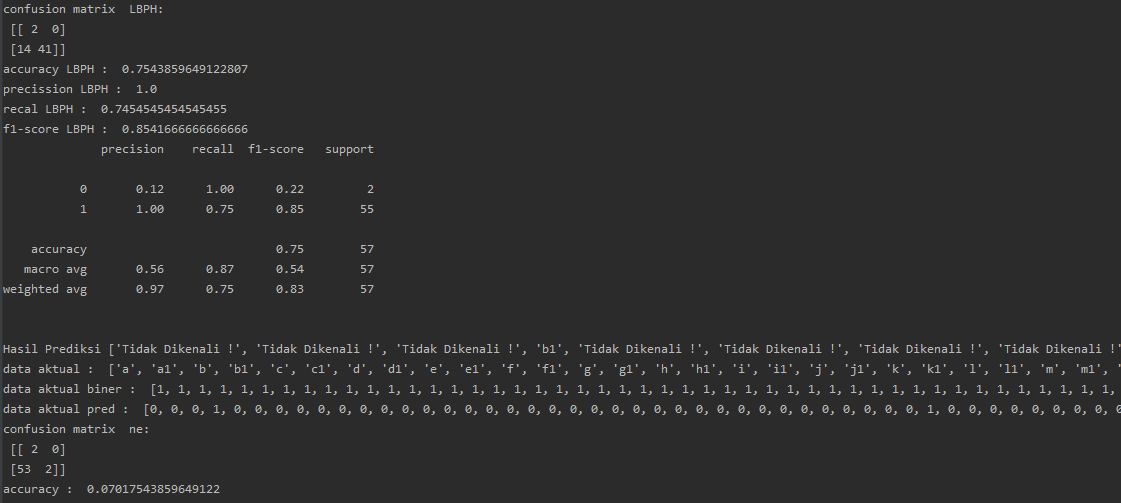 confusion matrix  LBPH:
[[ 2  0]
[14 41]]
accuracy LBPH :  0.7543859649122807
precission LBPH :  1.0
recal LBPH :  0.7454545454545455
f1-score LBPH :  0.8541666666666666
precision    recall  f1-score   support
0       0.12      1.00      0.22         2
1       1.00      0.75      0.85        55
accuracy                           0.75        57
macro avg       0.56      0.87      0.54        57
weighted avg       0.97      0.75      0.83        57
Hasil Prediksi ['Tidak Dikenali !', 'Tidak Dikenali !', 'Tidak Dikenali !', 'b1', 'Tidak Dikenali !', 'Tidak Dikenali !', 'Tidak Dikenali !', 'Tidak Dikenali !'
data aktual :  ['a', 'a1', 'b', 'b1', 'c', 'c1', 'd', 'd1', 'e', 'e1', 'f', 'f1', 'g', 'g1', 'h', 'h1', 'i', 'i1', 'j', 'j1', 'k', 'k1', 'l', 'l1', 'm', 'm1', '
data aktual biner :  [1, 1, 1, 1, 1, 1, 1, 1, 1, 1, 1, 1, 1, 1, 1, 1, 1, 1, 1, 1, 1, 1, 1, 1, 1, 1, 1, 1, 1, 1, 1, 1, 1, 1, 1, 1, 1, 1, 1, 1, 1, 1, 1, 1, 1, 1,
data aktual pred :  [0, 0, 0, 1, 0, 0, 0, 0, 0, 0, 0, 0, 0, 0, 0, 0, 0, 0, 0, 0, 0, 0, 0, 0, 0, 0, 0, 0, 0, 0, 0, 0, 0, 0, 0, 0, 0, 1, 0, 0, 0, 0, 0, 0, 0, 0, 0
confusion matrix  ne:
[[ 2  0]
[53  2]]
accuracy :  0.07017543859649122